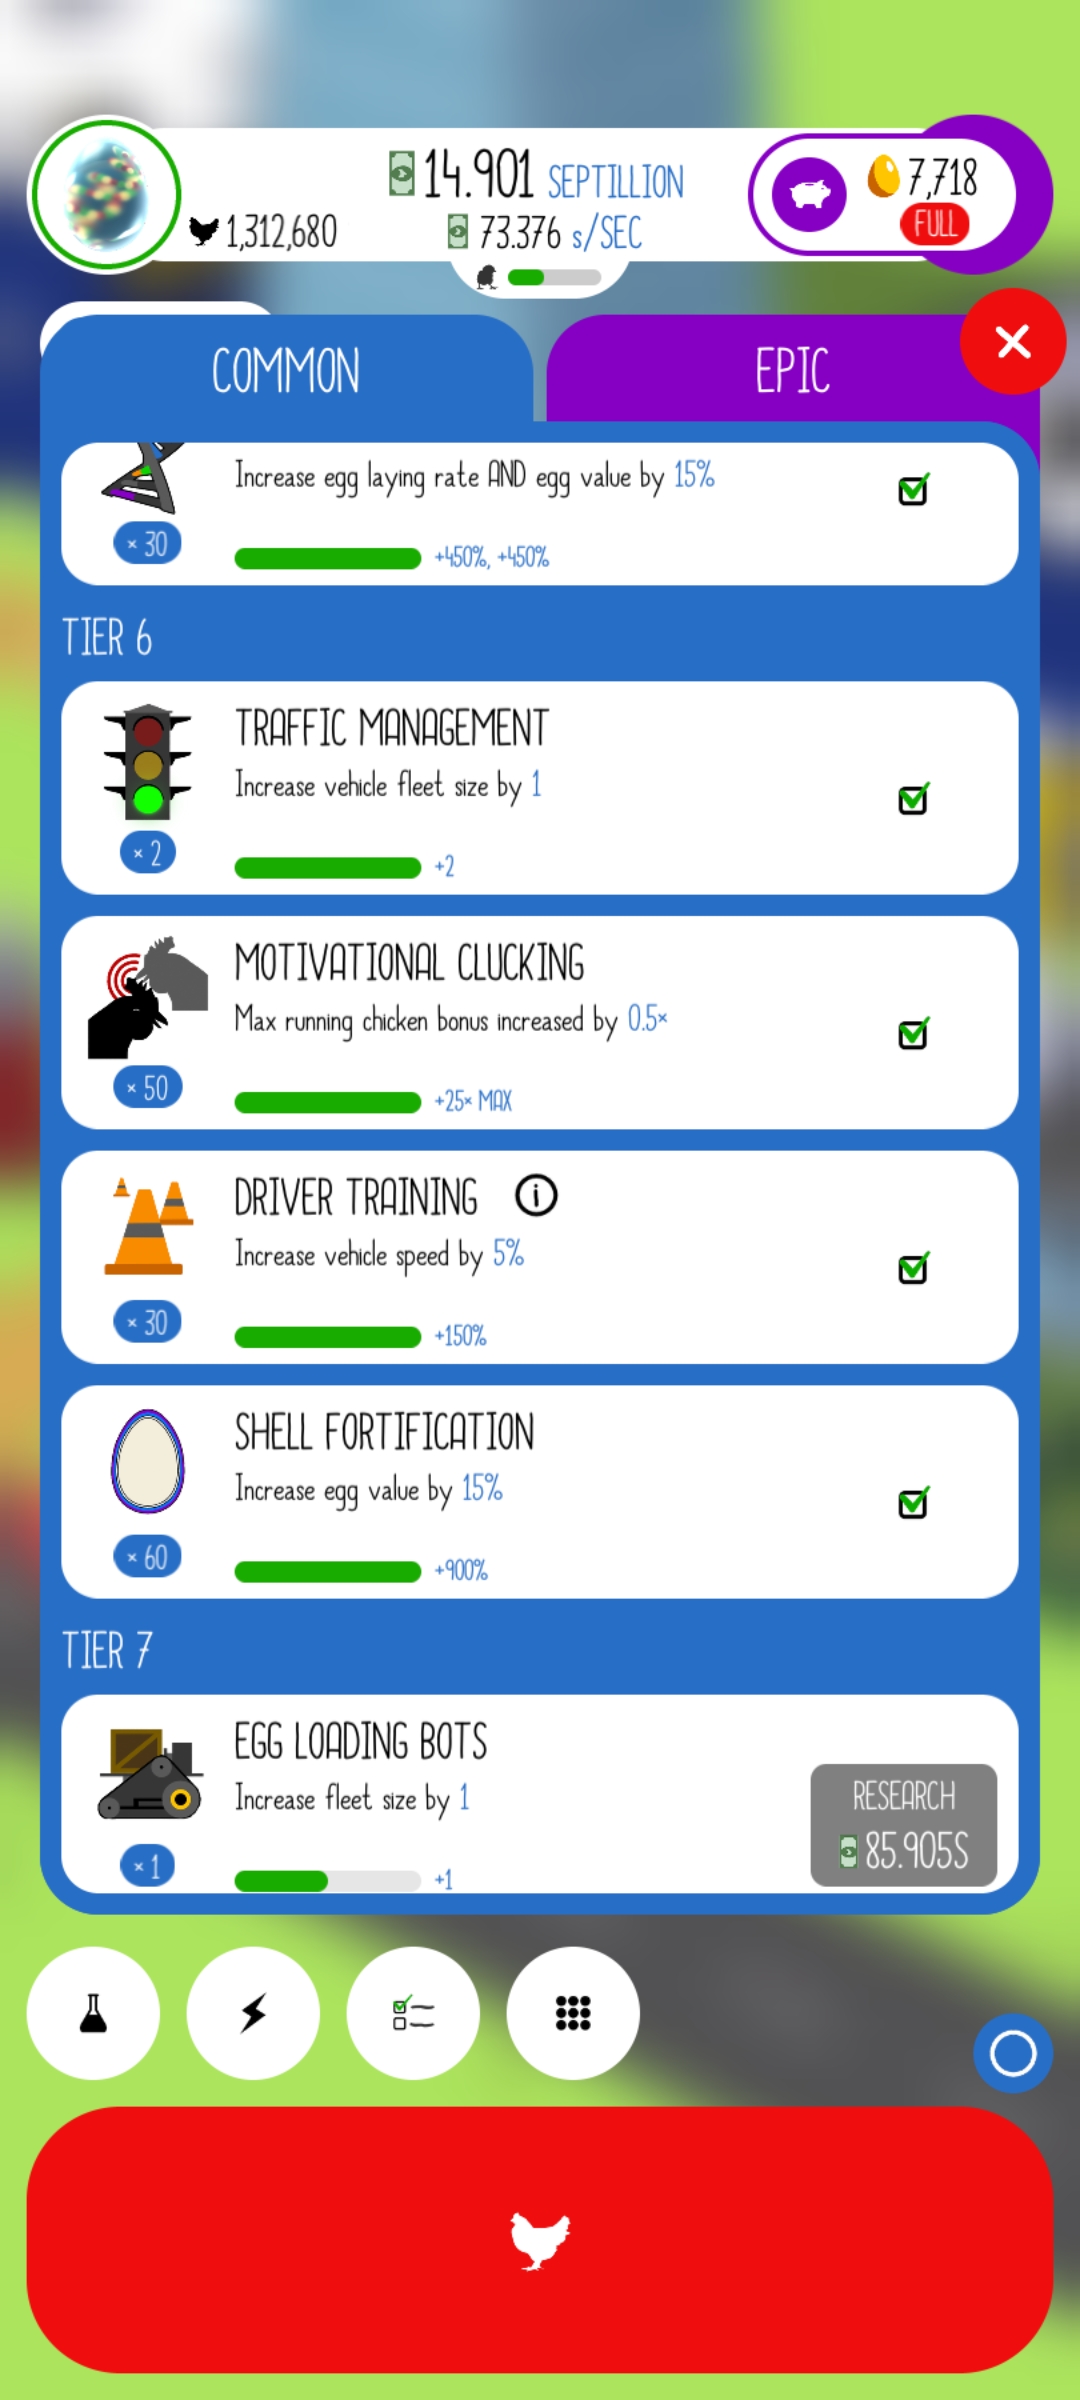 14.901 SEPTILLION
7,718
1,312,680
73.376 s/SEC
FULL
COMMON
EPIC
Increase egg laying rate AND egg value by 15%
× 30
+450%, +450%
TIER 6
TRAFFIC MANAGEMENT
Increase vehicle fleet size by 1
× 2
+2
MOTIVATIONAL CLUCKING
Max running chicken bonus increased by 0.5×
× 50
+25× MAX
DRIVER TRAINING
Increase vehicle speed by 5%
× 30
+150%
SHELL FORTIFICATION
Increase egg value by 15%
× 60
+900%
TIER 7
EGG LOADING BOTS
Increase fleet size by 1
RESEARCH
85.905S
× 1
+1